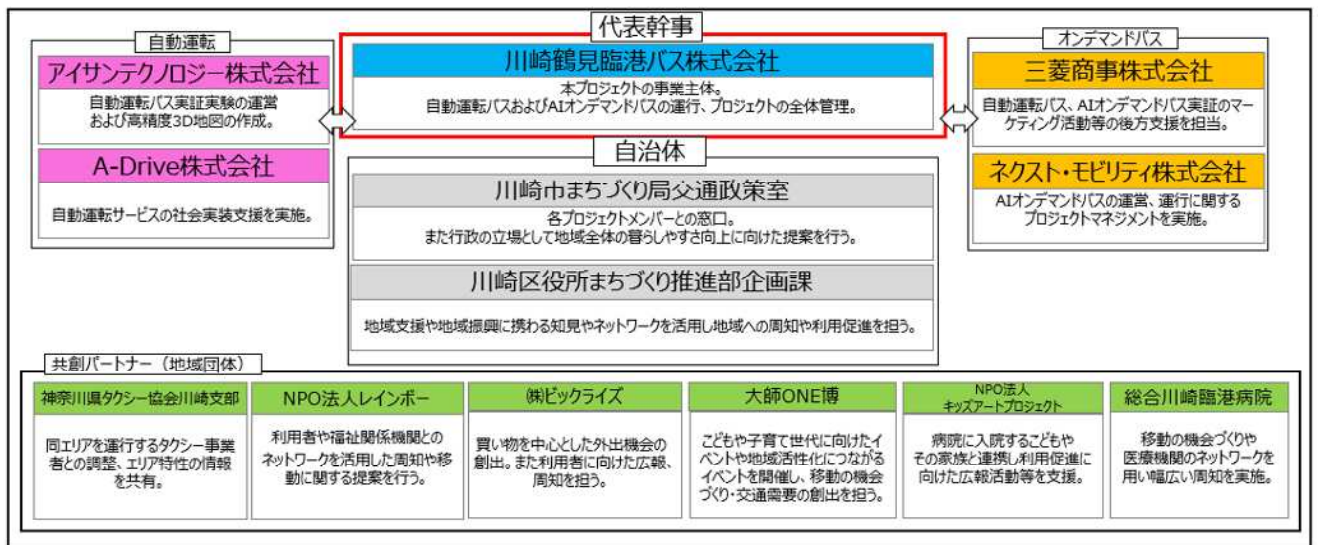 代表幹事
川崎鶴見臨港バス株式会社
本プロジェクトの事業主体。
自動運転バスおよびAIオンデマンドバスの運行、プロジェクトの全体管理。
自動運転
アイサンテクノロジー株式会社
自動運転バス実証実験の運営
および高精度3D地図の作成。
A-Drive株式会社
自動運転サービスの社会実装支援を実施。
オンデマンドバス
三菱商事株式会社
自動運転バス、AIオンデマンドバス実証のマー
ケティング活動等の後方支援を担当。
ネクスト・モビリティ株式会社
AIオンデマンドバスの運営、運行に関する
プロジェクトマネジメントを実施。
自治体
川崎市まちづくり局交通政策室
各プロジェクトメンバーとの窓口。
また行政の立場として地域全体の暮らしやすさ向上に向けた提案を行う。
川崎区役所まちづくり推進部企画課
地域支援や地域振興に携わる知見やネットワークを活用し地域への周知や利用促進を担う。
共創パートナー（地域団体）
神奈川県タクシー協会川崎支部
同エリアを運行するタクシー事業
者との調整、エリア特性の情報
を共有。
NPO法人レインボー
利用者や福祉関係機関との
ネットワークを活用した周知や移
動に関する提案を行う。
㈱ビックライズ
買い物を中心とした外出機会の
創出。また利用者に向けた広報、
周知を担う。
大師ONE博
こどもや子育て世代に向けたイ
ベントや地域活性化につながる
イベントを開催し、移動の機会
づくり・交通需要の創出を担う。
NPO法人
キッズアートプロジェクト
病院に入院するこどもや
その家族と連携し利用促進に
向けた広報活動等を支援。
総合川崎臨港病院
移動の機会づくりや
医療機関のネットワークを
用い幅広い周知を実施。